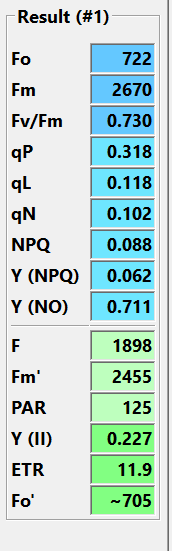 Result (#1)
Fo 722
Fm 2670
Fv/Fm 0.730
qP 0.318
qL 0.118
qN 0.102
NPQ 0.088
Y (NPQ) 0.062
Y (NO) 0.711
F 1898
Fm' 2455
PAR 125
Y (II) 0.227
ETR 11.9
Fo' ~705